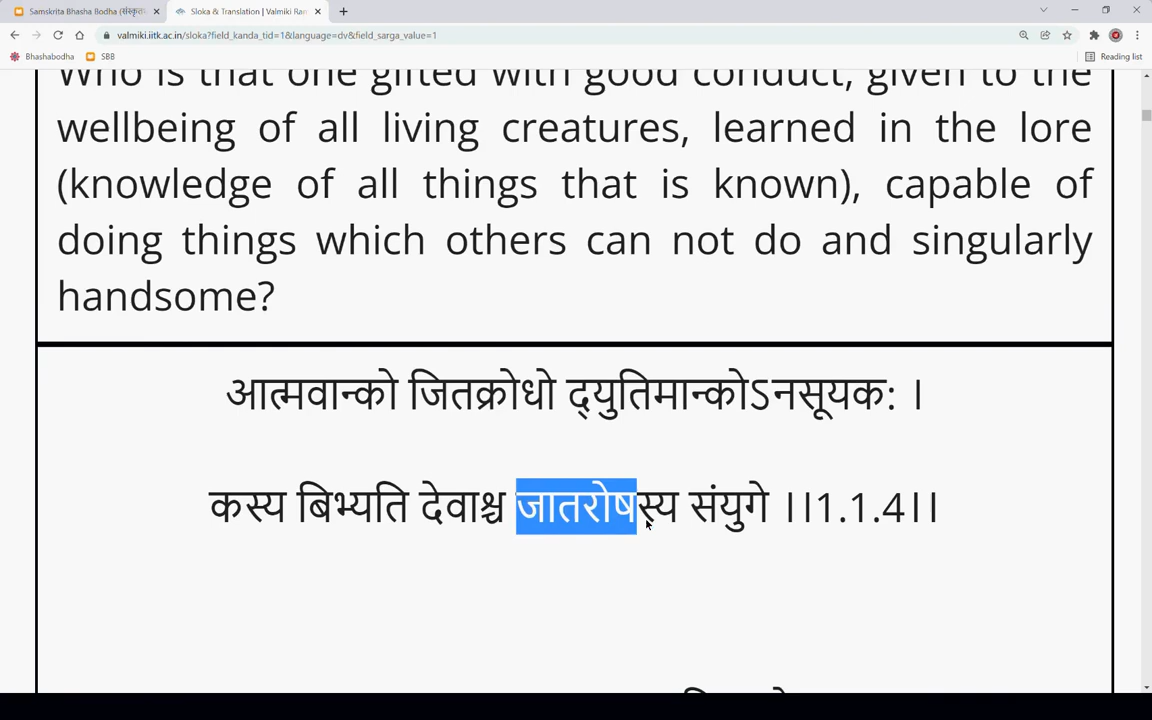 Samskrita Bhasha Bodha (संस्कृत
Sloka & Translation | Valmiki Ran
valmiki.iitk.ac.in/sloka?field_kanda_tid=1&language=dv&field_sarga_value=1
Bhashabodha SBB Reading list
Who is that one gifted with good conduct, given to the
wellbeing of all living creatures, learned in the lore
(knowledge of all things that is known), capable of
doing things which others can not do and singularly
handsome?
आत्मवान्को जितक्रोधो द्युतिमान्कोऽनसूयक: ।
कस्य बिभ्यति देवाश्च जातरोषस्य संयुगे ।।1.1.4।।